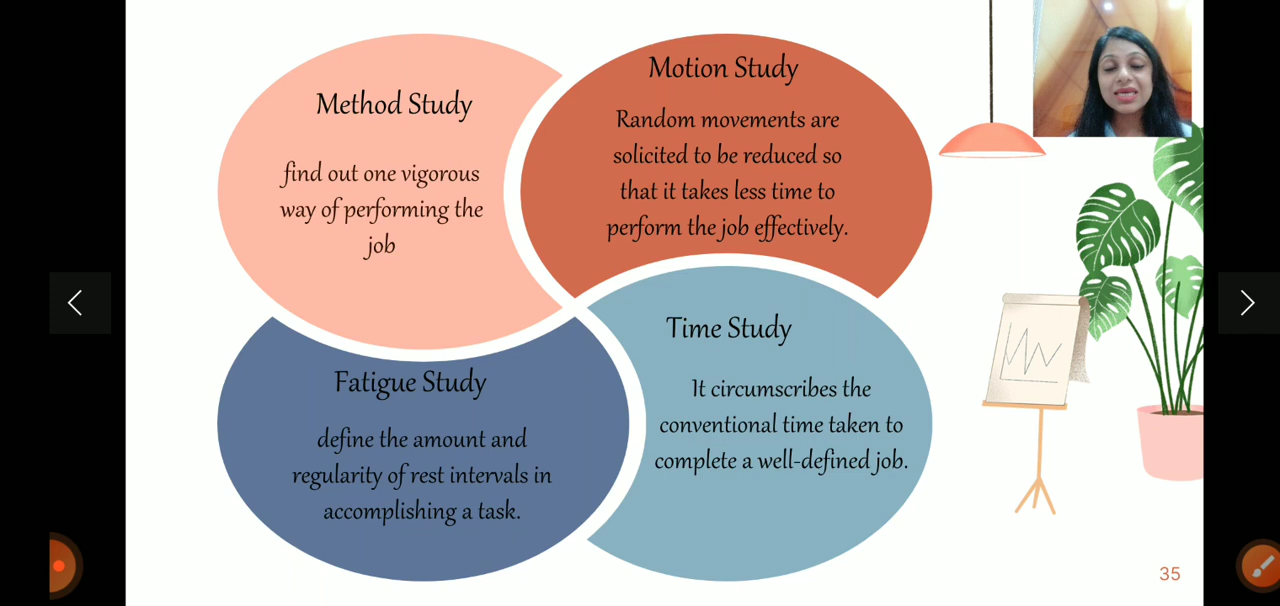 Method Study
find out one vigorous
way of performing the
job
Motion Study
Random movements are
solicited to be reduced so
that it takes less time to
perform the job effectively.
Fatigue Study
define the amount and
regularity of rest intervals in
accomplishing a task.
Time Study
It circumscribes the
conventional time taken to
complete a well-defined job.
35